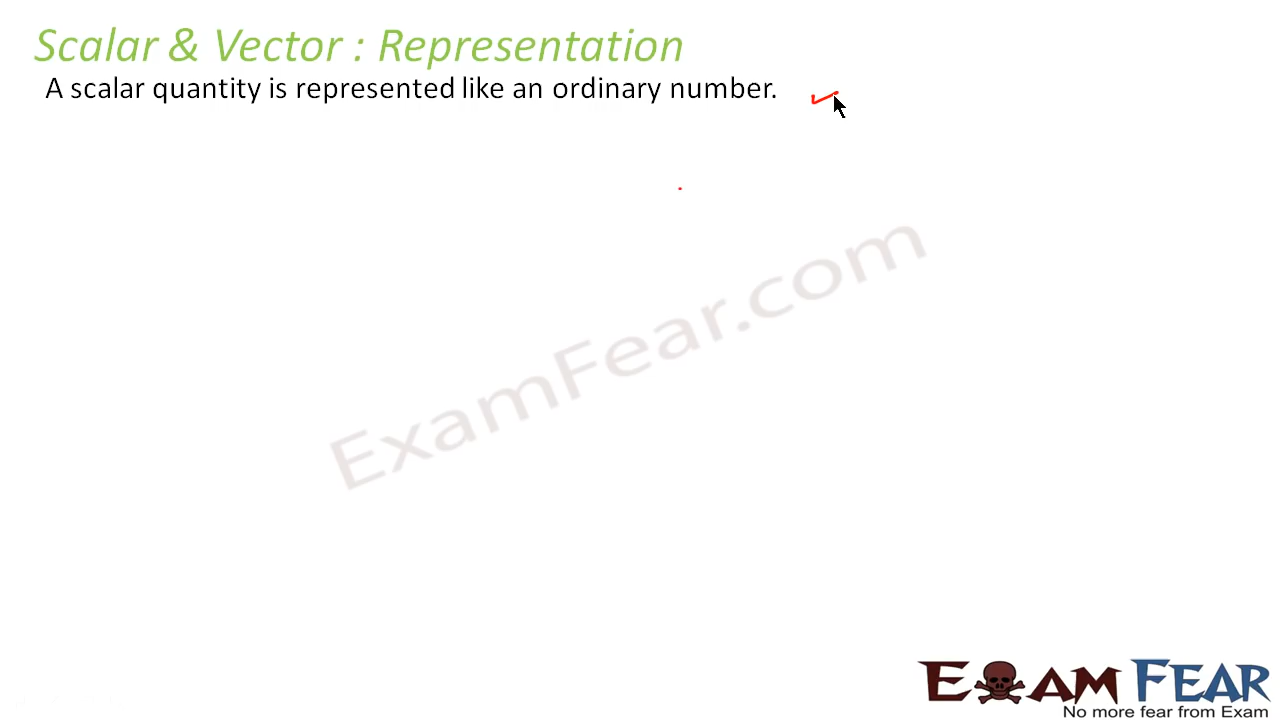 Scalar & Vector : Representation
A scalar quantity is represented like an ordinary number.
ExamFear.com
EXAM FEAR
No more fear from Exam